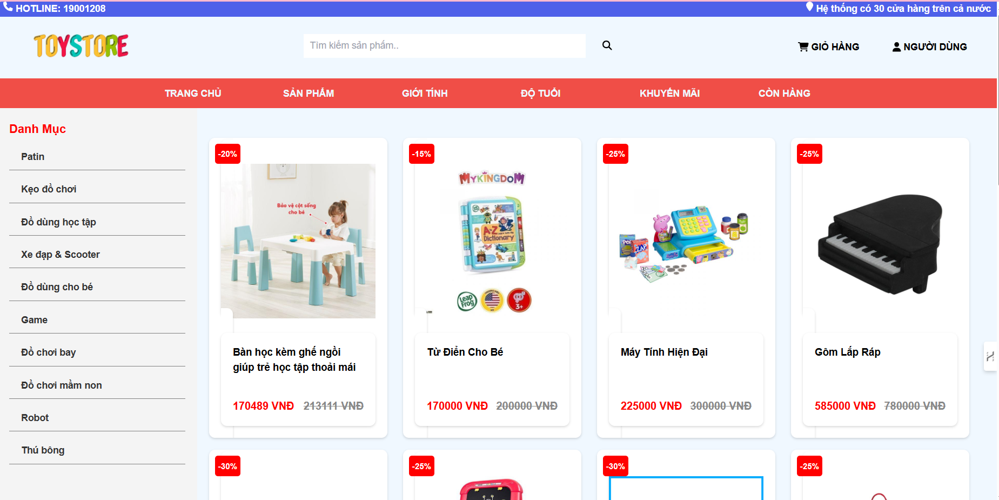 HOTLINE: 19001208
Hệ thống có 30 cửa hàng trên cả nước
TOYSTORE
Tìm kiếm sản phẩm..
GIỎ HÀNG
NGƯỜI DÙNG
TRANG CHỦ
SẢN PHẨM
GIỚI TÍNH
ĐỘ TUỔI
KHUYẾN MÃI
CÒN HÀNG
Danh Mục
Patin
Kẹo đồ chơi
Đồ dùng học tập
Xe đạp & Scooter
Đồ dùng cho bé
Game
Đồ chơi bay
Đồ chơi mầm non
Robot
Thú bông
-20%
Bảo vệ cột sống
cho bé
Bàn học kèm ghế ngồi
giúp trẻ học tập thoải mái
170489 VNĐ 213111 VNĐ
-15%
MYKINGDOM
A-Z
Learn With Me
Dictionary
Leap
Frog
3+
Từ Điển Cho Bé
170000 VNĐ 200000 VNĐ
-25%
POP
ZAP
Máy Tính Hiện Đại
225000 VNĐ 300000 VNĐ
-25%
Gôm Lắp Ráp
585000 VNĐ 780000 VNĐ
-30%
-25%
-30%
-25%